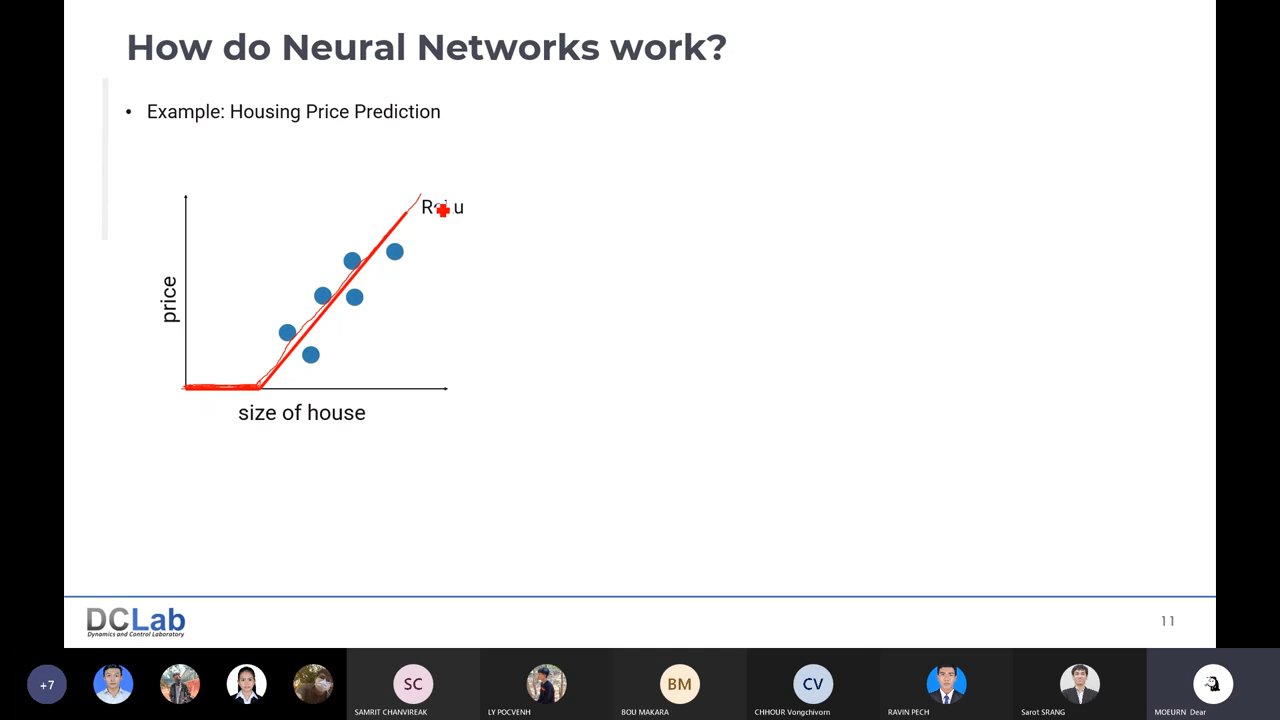 How do Neural Networks work?
• Example: Housing Price Prediction
price
size of house
DCLab
Dynamics and Control Laboratory
11
+7
SC
BM
CV
SAMRIT CHANVIREAK
LY POCVENH
BOU MAKARA
CHHOUR Vongchivorn
RAVIN PECH
Sarot SRANG
MOEURN Dear